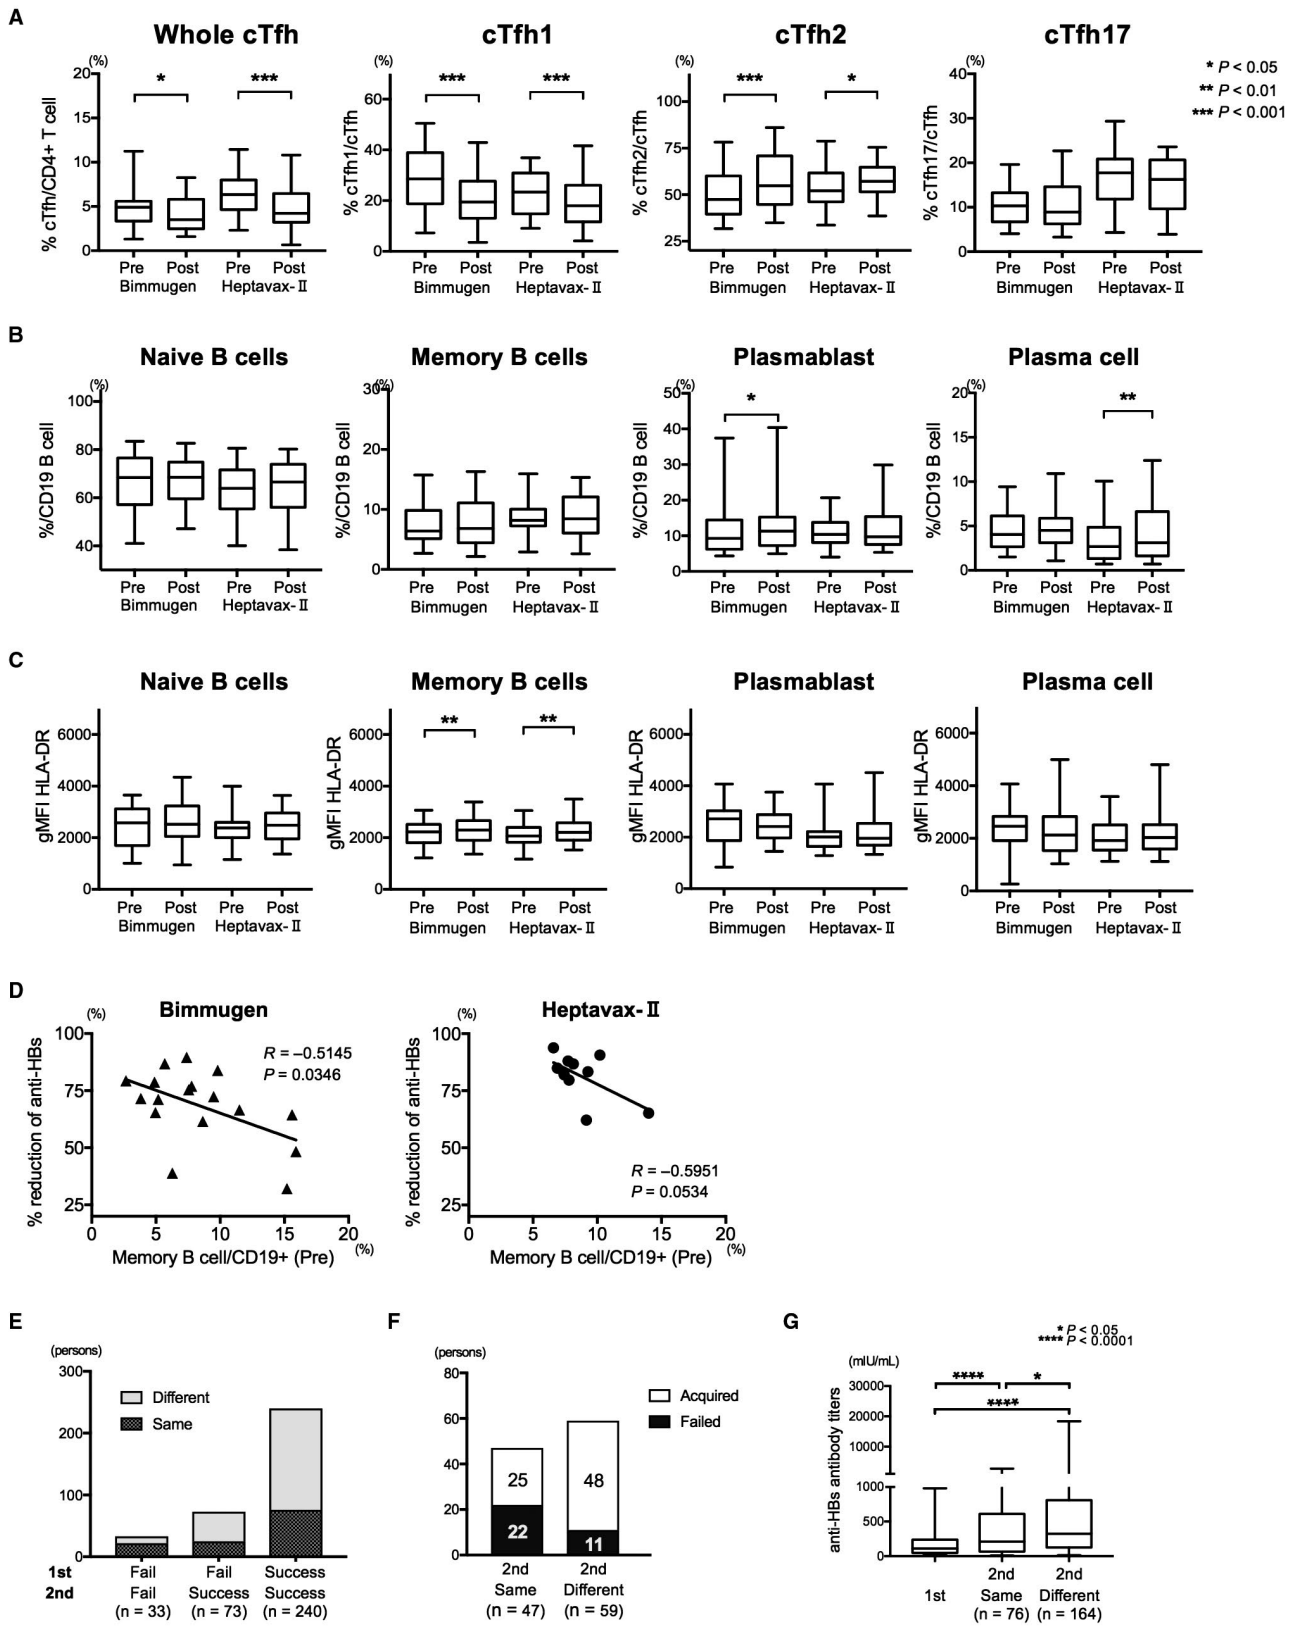 A
Whole cTfh
cTfh1
cTfh2
cTfh17
(%)
(%)
(%)
(%)
* P < 0.05
** P < 0.01
*** P < 0.001
% cTfh/CD4+ T cell
20
15
10
5
0
*
***
Pre Post Pre Post
Bimmugen Heptavax-Ⅱ
% cTfh1/cTfh
60
40
20
0
***
***
Pre Post Pre Post
Bimmugen Heptavax-Ⅱ
% cTfh2/cTfh
100
75
50
25
***
*
Pre Post Pre Post
Bimmugen Heptavax-Ⅱ
% cTfh17/cTfh
40
30
20
10
0
Pre Post Pre Post
Bimmugen Heptavax-Ⅱ
B
Naive B cells
Memory B cells
Plasmablast
Plasma cell
(%)
(%)
(%)
(%)
%/CD19 B cell
100
80
60
40
Pre Post Pre Post
Bimmugen Heptavax-Ⅱ
%/CD19 B cell
30
20
10
0
Pre Post Pre Post
Bimmugen Heptavax-Ⅱ
%/CD19 B cell
50
40
30
20
10
0
*
Pre Post Pre Post
Bimmugen Heptavax-Ⅱ
%/CD19 B cell
20
15
10
5
0
**
Pre Post Pre Post
Bimmugen Heptavax-Ⅱ
C
Naive B cells
Memory B cells
Plasmablast
Plasma cell
gMFI HLA-DR
6000
4000
2000
0
Pre Post Pre Post
Bimmugen Heptavax-Ⅱ
gMFI HLA-DR
6000
4000
2000
0
**
**
Pre Post Pre Post
Bimmugen Heptavax-Ⅱ
gMFI HLA-DR
6000
4000
2000
0
Pre Post Pre Post
Bimmugen Heptavax-Ⅱ
gMFI HLA-DR
6000
4000
2000
0
Pre Post Pre Post
Bimmugen Heptavax-Ⅱ
D
Bimmugen
(%)
% reduction of anti-HBs
100
75
50
25
R = –0.5145
P = 0.0346
0 5 10 15 20
Memory B cell/CD19+ (Pre) (%)
Heptavax-Ⅱ
(%)
% reduction of anti-HBs
100
75
50
25
R = –0.5951
P = 0.0534
0 5 10 15 20
Memory B cell/CD19+ (Pre) (%)
E
(persons)
300
200
100
0
Different
Same
1st Fail Fail Success
2nd Fail Success Success
(n = 33) (n = 73) (n = 240)
F
(persons)
80
60
40
20
0
Acquired
Failed
25
48
22
11
2nd 2nd
Same Different
(n = 47) (n = 59)
G
* P < 0.05
**** P < 0.0001
(mIU/mL)
anti-HBs antibody titers
30000
20000
10000
1000
500
0
****
*
****
1st
2nd 2nd
Same Different
(n = 76) (n = 164)